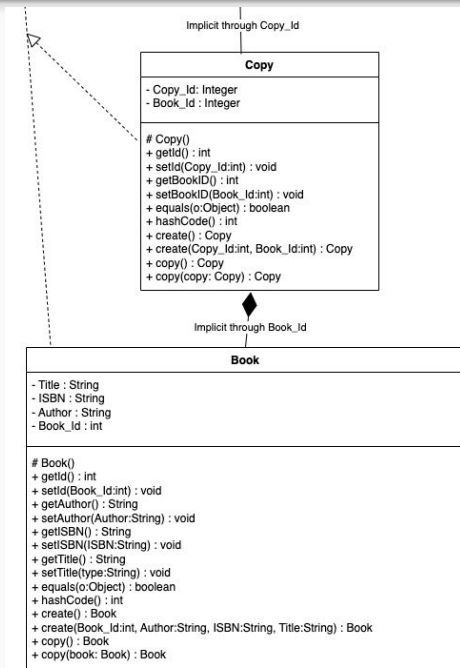 Implicit through Copy_Id
Copy
- Copy_Id: Integer
- Book_Id : Integer
# Copy()
+ getId() : int
+ setId(Copy_Id:int) : void
+ getBookID() : int
+ setBookID(Book_Id:int) : void
+ equals(o:Object) : boolean
+ hashCode() : int
+ create() : Copy
+ create(Copy_Id:int, Book_Id:int) : Copy
+ copy() : Copy
+ copy(copy: Copy) : Copy
Implicit through Book_Id
Book
- Title : String
- ISBN : String
- Author : String
- Book_Id : int
# Book()
+ getId() : int
+ setId(Book_Id:int) : void
+ getAuthor() : String
+ setAuthor(Author:String) : void
+ getISBN() : String
+ setISBN(ISBN:String) : void
+ getTitle() : String
+ setTitle(type:String) : void
+ equals(o:Object) : boolean
+ hashCode() : int
+ create() : Book
+ create(Book_Id:int, Author:String, ISBN:String, Title:String) : Book
+ copy() : Book
+ copy(book: Book) : Book